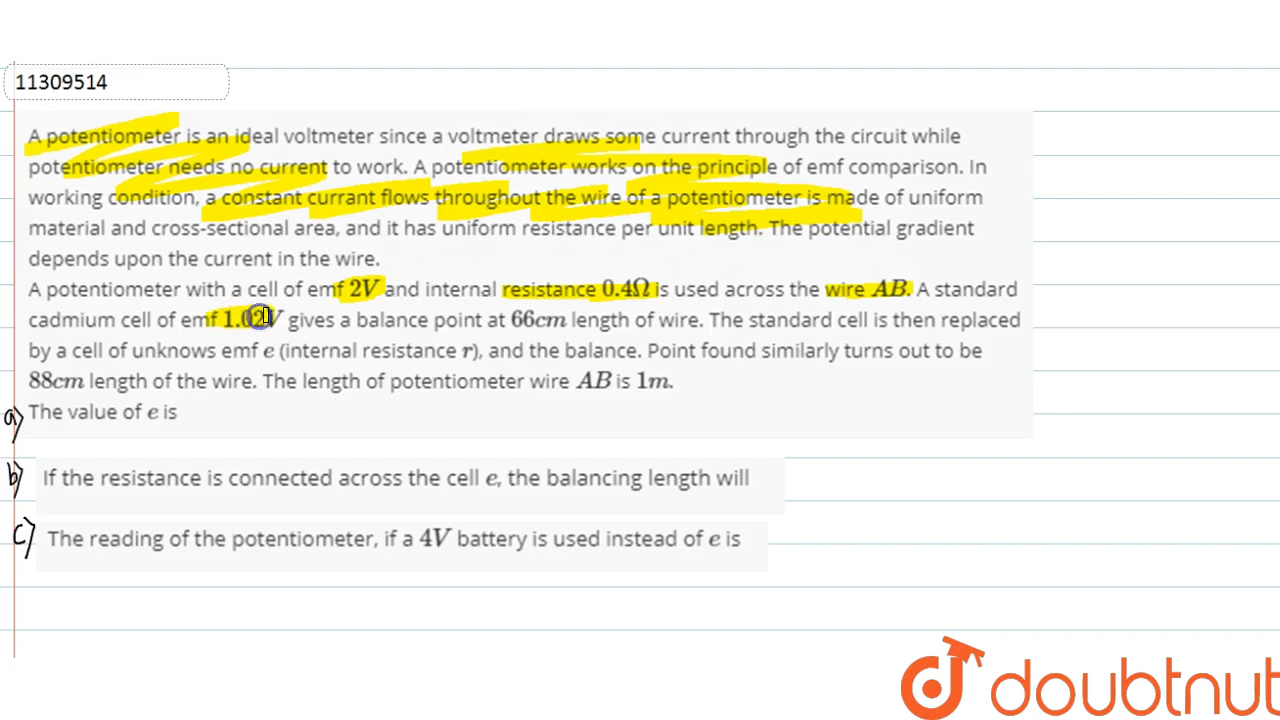 11309514
A potentiometer is an ideal voltmeter since a voltmeter draws some current through the circuit while
potentiometer needs no current to work. A potentiometer works on the principle of emf comparison. In
working condition, a constant currant flows throughout the wire of a potentiometer is made of uniform
material and cross-sectional area, and it has uniform resistance per unit length. The potential gradient
depends upon the current in the wire.
A potentiometer with a cell of emf 2V and internal resistance 0.4Ω is used across the wire AB. A standard
cadmium cell of emf 1.02V gives a balance point at 66cm length of wire. The standard cell is then replaced
by a cell of unknows emf e (internal resistance r), and the balance. Point found similarly turns out to be
88cm length of the wire. The length of potentiometer wire AB is 1m.
a) The value of e is
b) If the resistance is connected across the cell e, the balancing length will
c) The reading of the potentiometer, if a 4V battery is used instead of e is
doubtnut